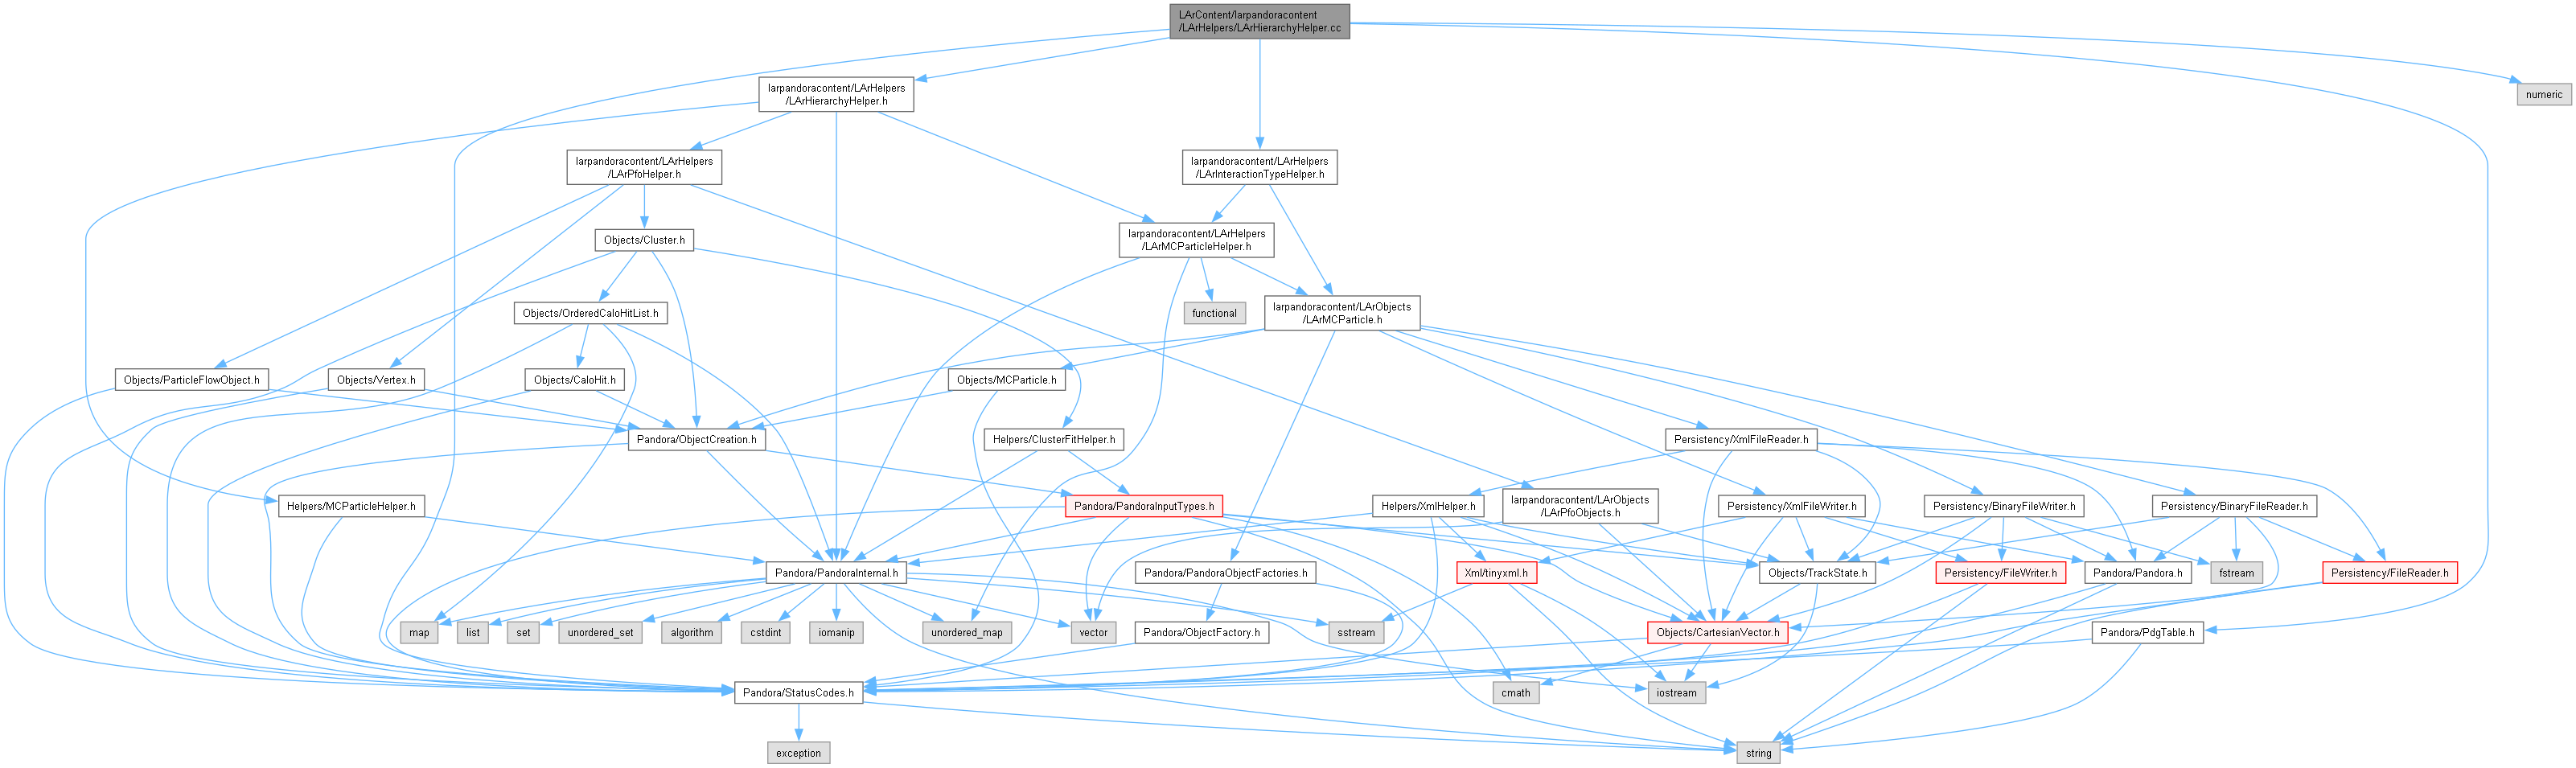 LArContent/larpandoracontent
/LArHelpers/LArHierarchyHelper.cc
larpandoracontent/LArHelpers
/LArHierarchyHelper.h
numeric
larpandoracontent/LArHelpers
/LArPfoHelper.h
larpandoracontent/LArHelpers
/LArInteractionTypeHelper.h
Objects/Cluster.h
larpandoracontent/LArHelpers
/LArMCParticleHelper.h
Objects/OrderedCaloHitList.h
functional
larpandoracontent/LArObjects
/LArMCParticle.h
Objects/ParticleFlowObject.h
Objects/Vertex.h
Objects/CaloHit.h
Objects/MCParticle.h
Pandora/ObjectCreation.h
Helpers/ClusterFitHelper.h
Persistency/XmlFileReader.h
Helpers/MCParticleHelper.h
Pandora/PandoraInputTypes.h
Helpers/XmlHelper.h
larpandoracontent/LArObjects
/LArPfoObjects.h
Persistency/XmlFileWriter.h
Persistency/BinaryFileWriter.h
Persistency/BinaryFileReader.h
Pandora/PandoraInternal.h
Pandora/PandoraObjectFactories.h
Xml/tinyxml.h
Objects/TrackState.h
Persistency/FileWriter.h
Pandora/Pandora.h
fstream
Persistency/FileReader.h
map
list
set
unordered_set
algorithm
cstdint
iomanip
unordered_map
vector
Pandora/ObjectFactory.h
sstream
Objects/CartesianVector.h
Pandora/PdgTable.h
Pandora/StatusCodes.h
cmath
iostream
exception
string